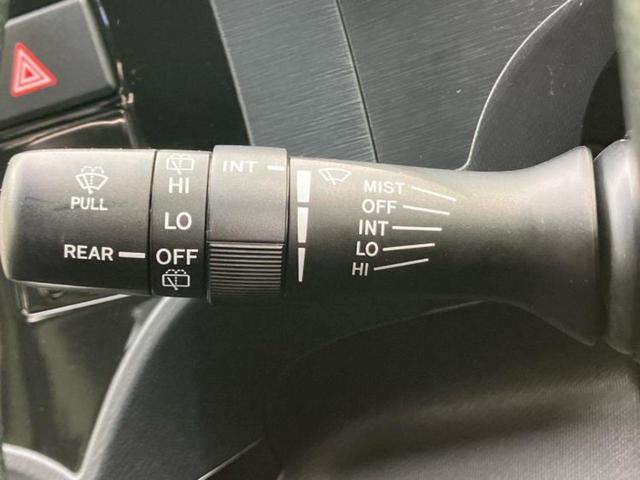 PULL
REAR
HI
LO
OFF
INT
MIST
OFF
INT
LO
HI